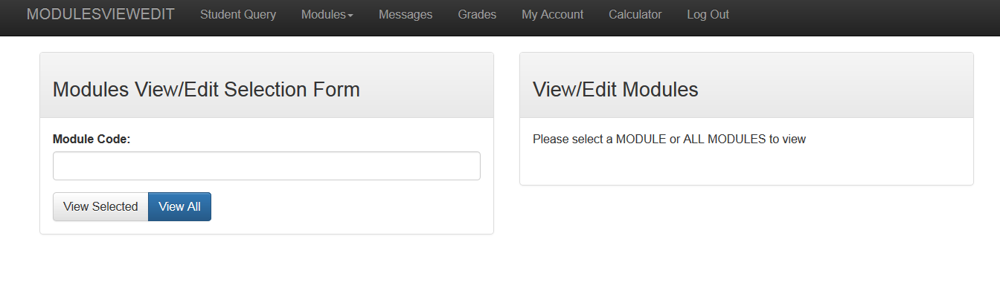 MODULESVIEWEDIT Student Query Modules Messages Grades My Account Calculator Log Out
Modules View/Edit Selection Form
Module Code:
View Selected View All
View/Edit Modules
Please select a MODULE or ALL MODULES to view